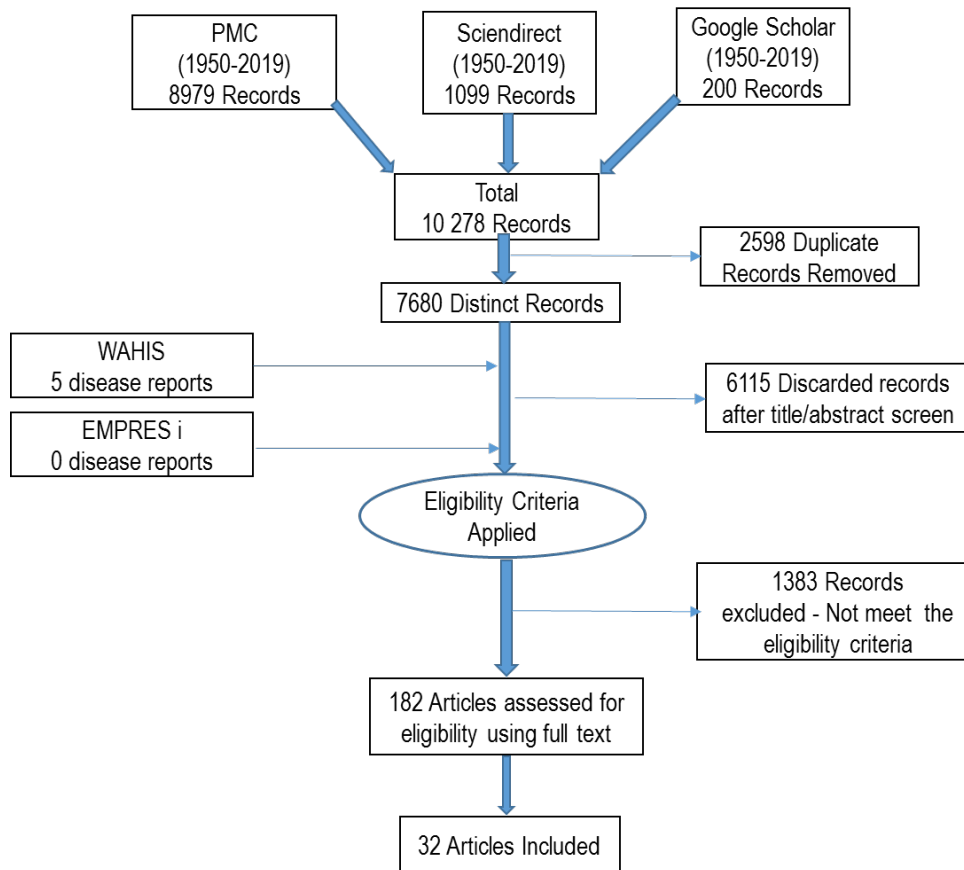 PMC
(1950-2019)
8979 Records
Sciendirect
(1950-2019)
1099 Records
Google Scholar
(1950-2019)
200 Records
Total
10 278 Records
2598 Duplicate
Records Removed
7680 Distinct Records
WAHIS
5 disease reports
6115 Discarded records
after title/abstract screen
EMPRES i
0 disease reports
Eligibility Criteria
Applied
1383 Records
excluded - Not meet the
eligibility criteria
182 Articles assessed for
eligibility using full text
32 Articles Included